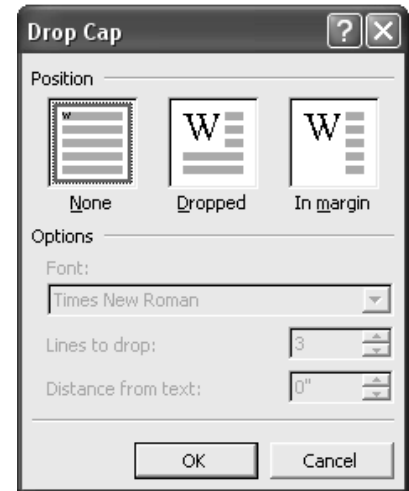 Drop Cap
Position
W W W
None Dropped In margin
Options
Font:
Times New Roman
Lines to drop: 3
Distance from text: 0"
OK Cancel